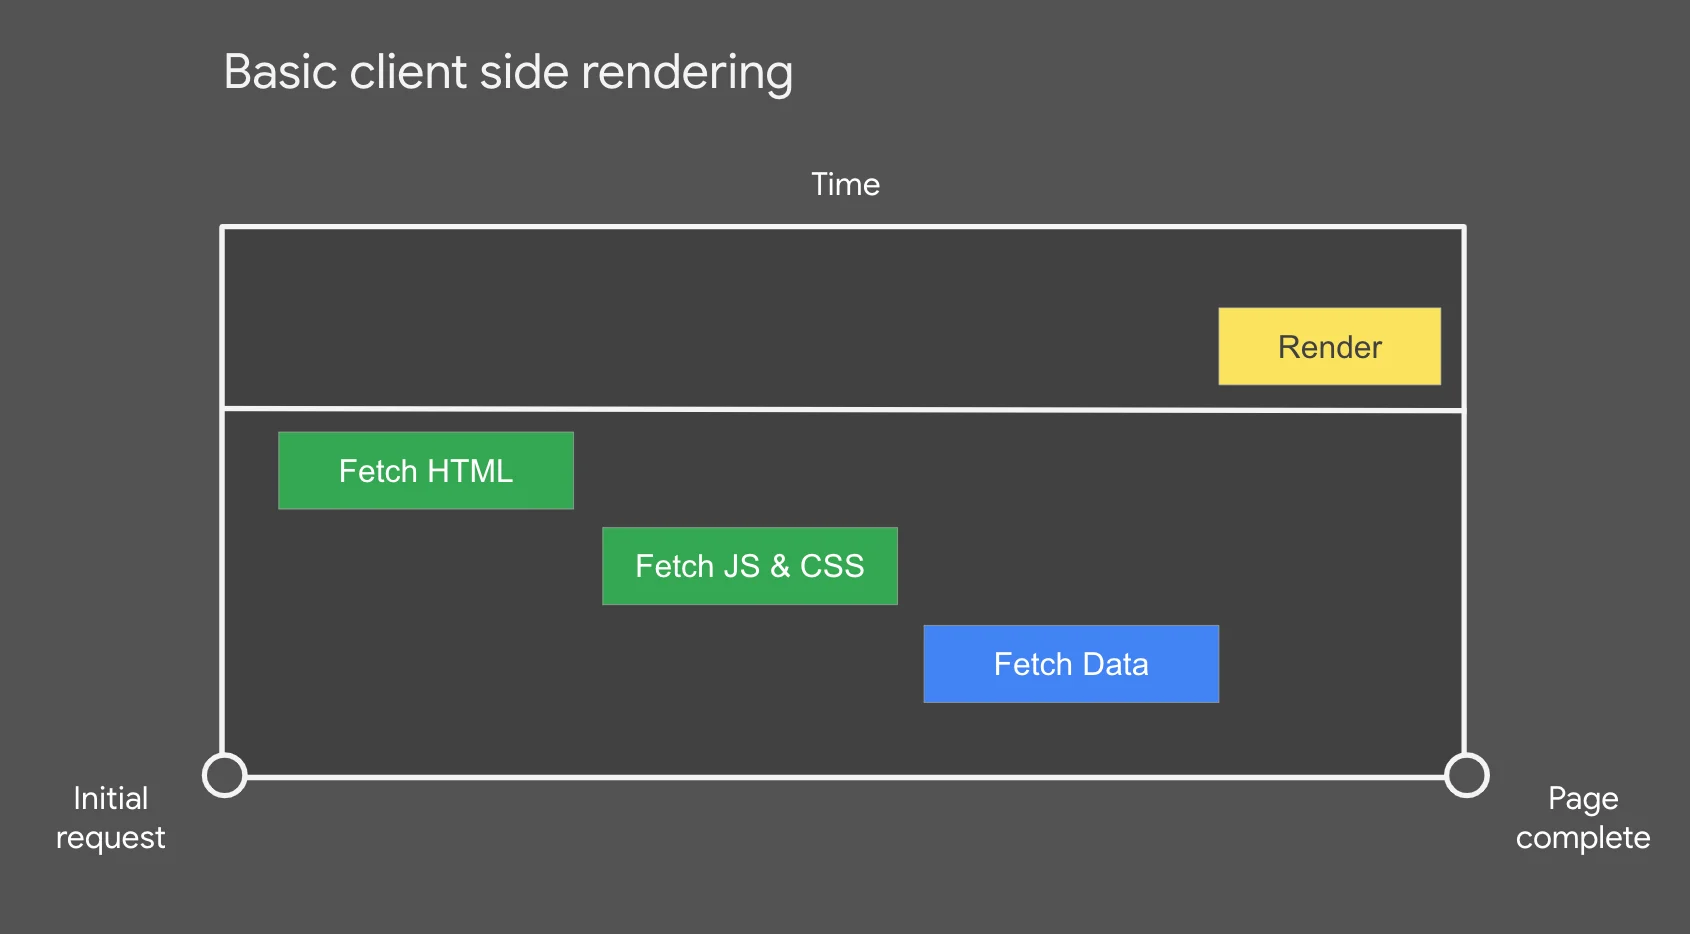 Basic client side rendering
Time
Render
Fetch HTML
Fetch JS & CSS
Fetch Data
Initial
request
Page
complete